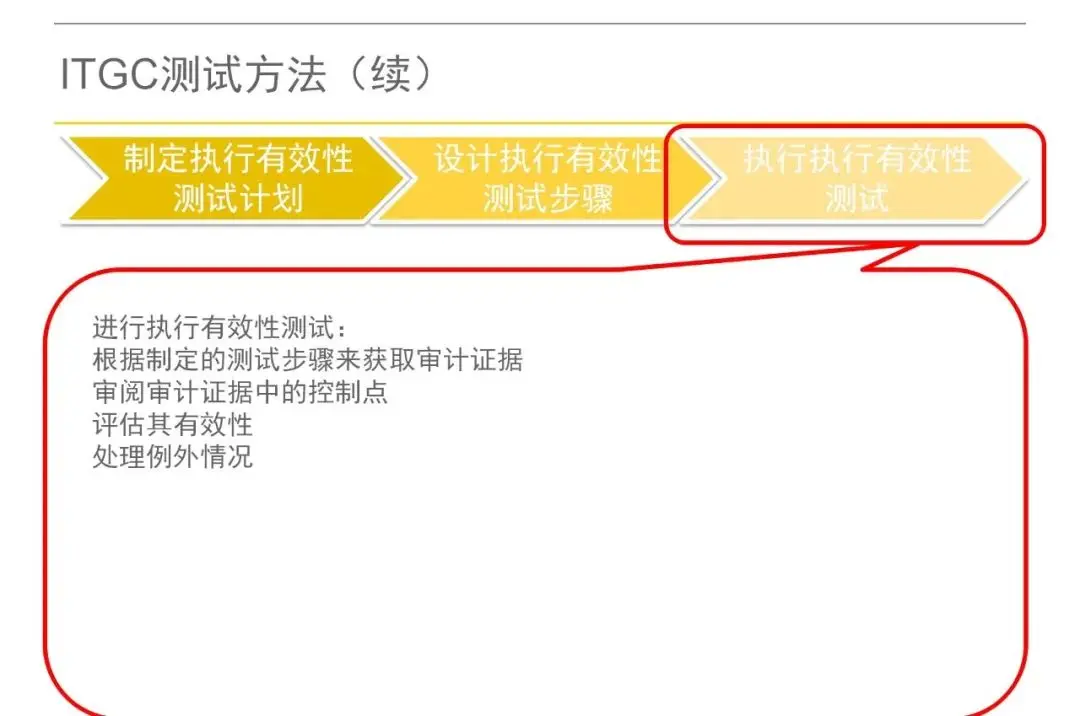 ITGC测试方法（续）
制定执行有效性
测试计划
设计执行有效性
测试步骤
执行执行有效性
测试
进行执行有效性测试：
根据制定的测试步骤来获取审计证据
审阅审计证据中的控制点
评估其有效性
处理例外情况